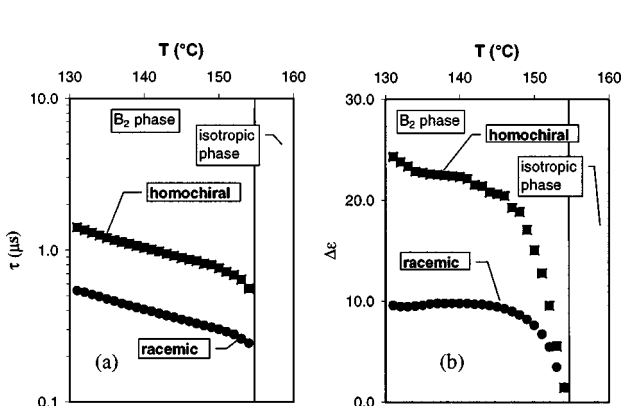 T (°C)
130 140 150 160
10.0
1.0
0.1
τ (μs)
B₂ phase
isotropic
phase
homochiral
racemic
(a)
T (°C)
130 140 150 160
30.0
20.0
10.0
0.0
Δε
B₂ phase
homochiral
isotropic
phase
racemic
(b)